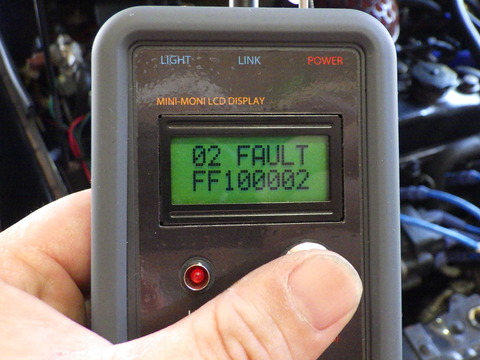 LIGHT LINK POWER
MINI-MONI LCD DISPLAY
02 FAULT
FF100002